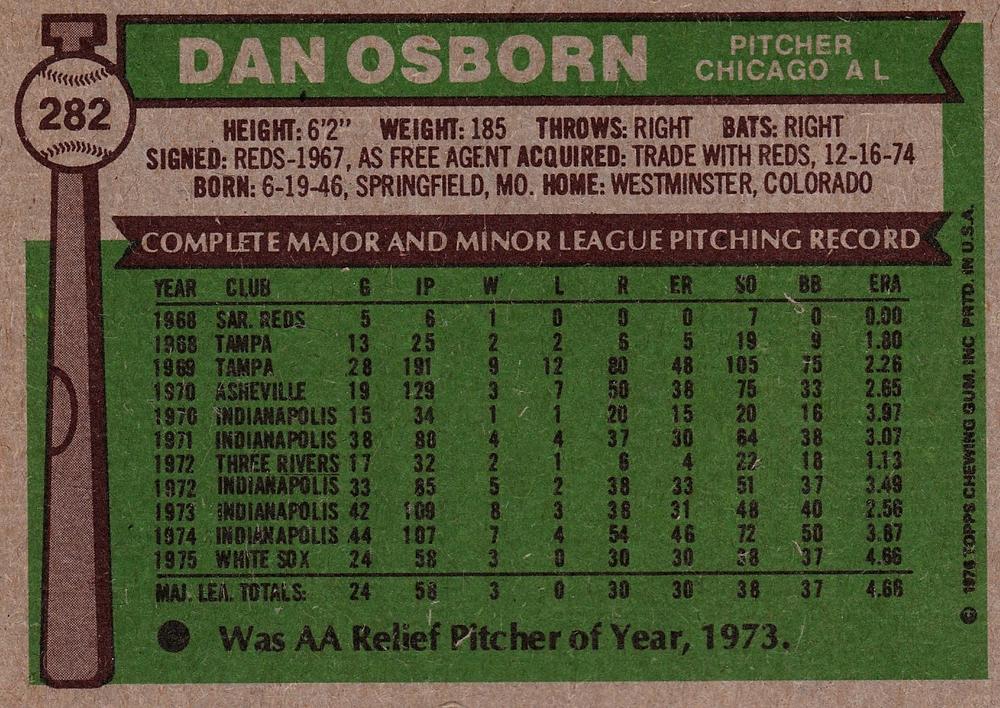 282
DAN OSBORN
PITCHER
CHICAGO A L
HEIGHT: 6'2" WEIGHT: 185 THROWS: RIGHT BATS: RIGHT
SIGNED: REDS-1967, AS FREE AGENT ACQUIRED: TRADE WITH REDS, 12-16-74
BORN: 6-19-46, SPRINGFIELD, MO. HOME: WESTMINSTER, COLORADO
COMPLETE MAJOR AND MINOR LEAGUE PITCHING RECORD
YEAR CLUB G IP W L R ER SO BB ERA
1968 SAR. REDS 5 6 1 0 0 0 7 0 0.00
1968 TAMPA 13 25 2 2 6 5 19 9 1.80
1969 TAMPA 28 191 9 12 80 48 105 75 2.26
1970 ASHEVILLE 19 129 3 7 50 38 75 33 2.65
1970 INDIANAPOLIS 15 34 1 1 20 15 20 16 3.97
1971 INDIANAPOLIS 38 88 4 4 37 30 64 38 3.07
1972 THREE RIVERS 17 32 2 1 6 4 22 18 1.13
1972 INDIANAPOLIS 33 85 5 2 38 33 51 37 3.49
1973 INDIANAPOLIS 42 109 8 3 36 31 48 40 2.56
1974 INDIANAPOLIS 44 107 7 4 54 46 72 50 3.87
1975 WHITE SOX 24 58 3 0 30 30 38 37 4.66
MAJ. LEA. TOTALS: 24 58 3 0 30 30 38 37 4.66
Was AA Relief Pitcher of Year, 1973.
© 1976 TOPPS CHEWING GUM, INC PRTD. IN U.S.A.